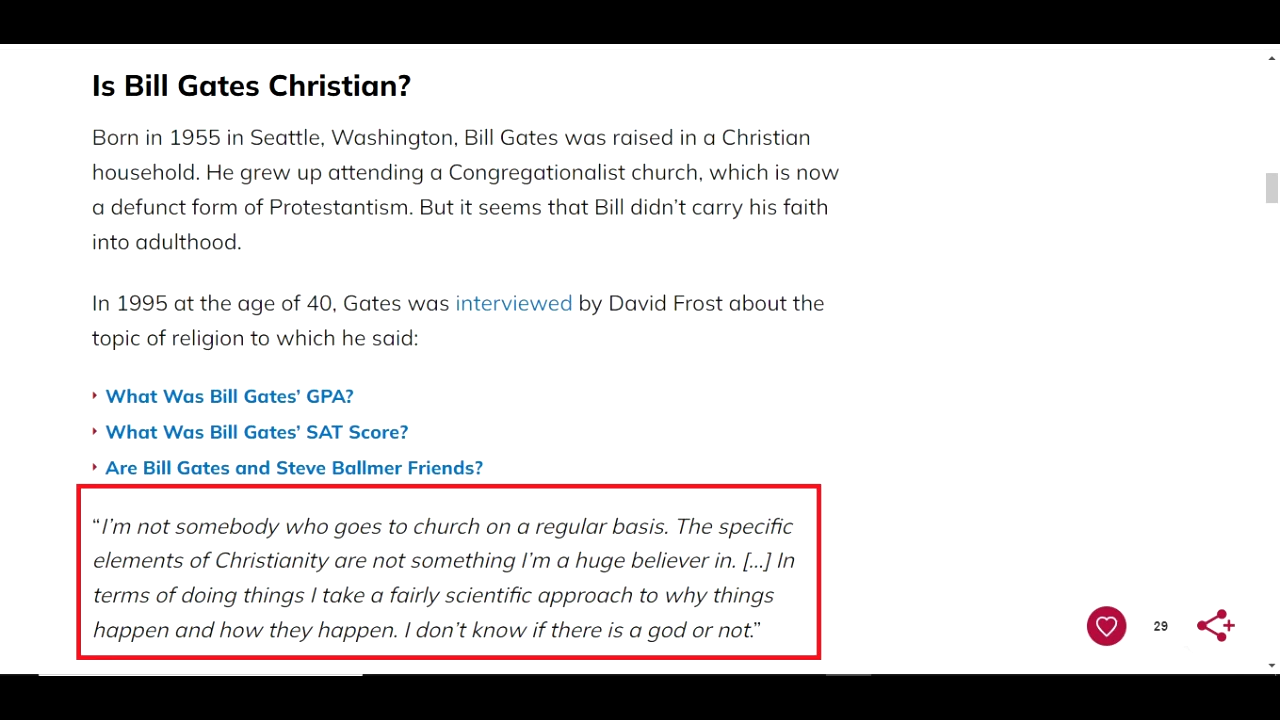 Is Bill Gates Christian?
Born in 1955 in Seattle, Washington, Bill Gates was raised in a Christian
household. He grew up attending a Congregationalist church, which is now
a defunct form of Protestantism. But it seems that Bill didn’t carry his faith
into adulthood.
In 1995 at the age of 40, Gates was interviewed by David Frost about the
topic of religion to which he said:
What Was Bill Gates’ GPA?
What Was Bill Gates’ SAT Score?
Are Bill Gates and Steve Ballmer Friends?
“I’m not somebody who goes to church on a regular basis. The specific
elements of Christianity are not something I’m a huge believer in. [...] In
terms of doing things I take a fairly scientific approach to why things
happen and how they happen. I don’t know if there is a god or not.”
29